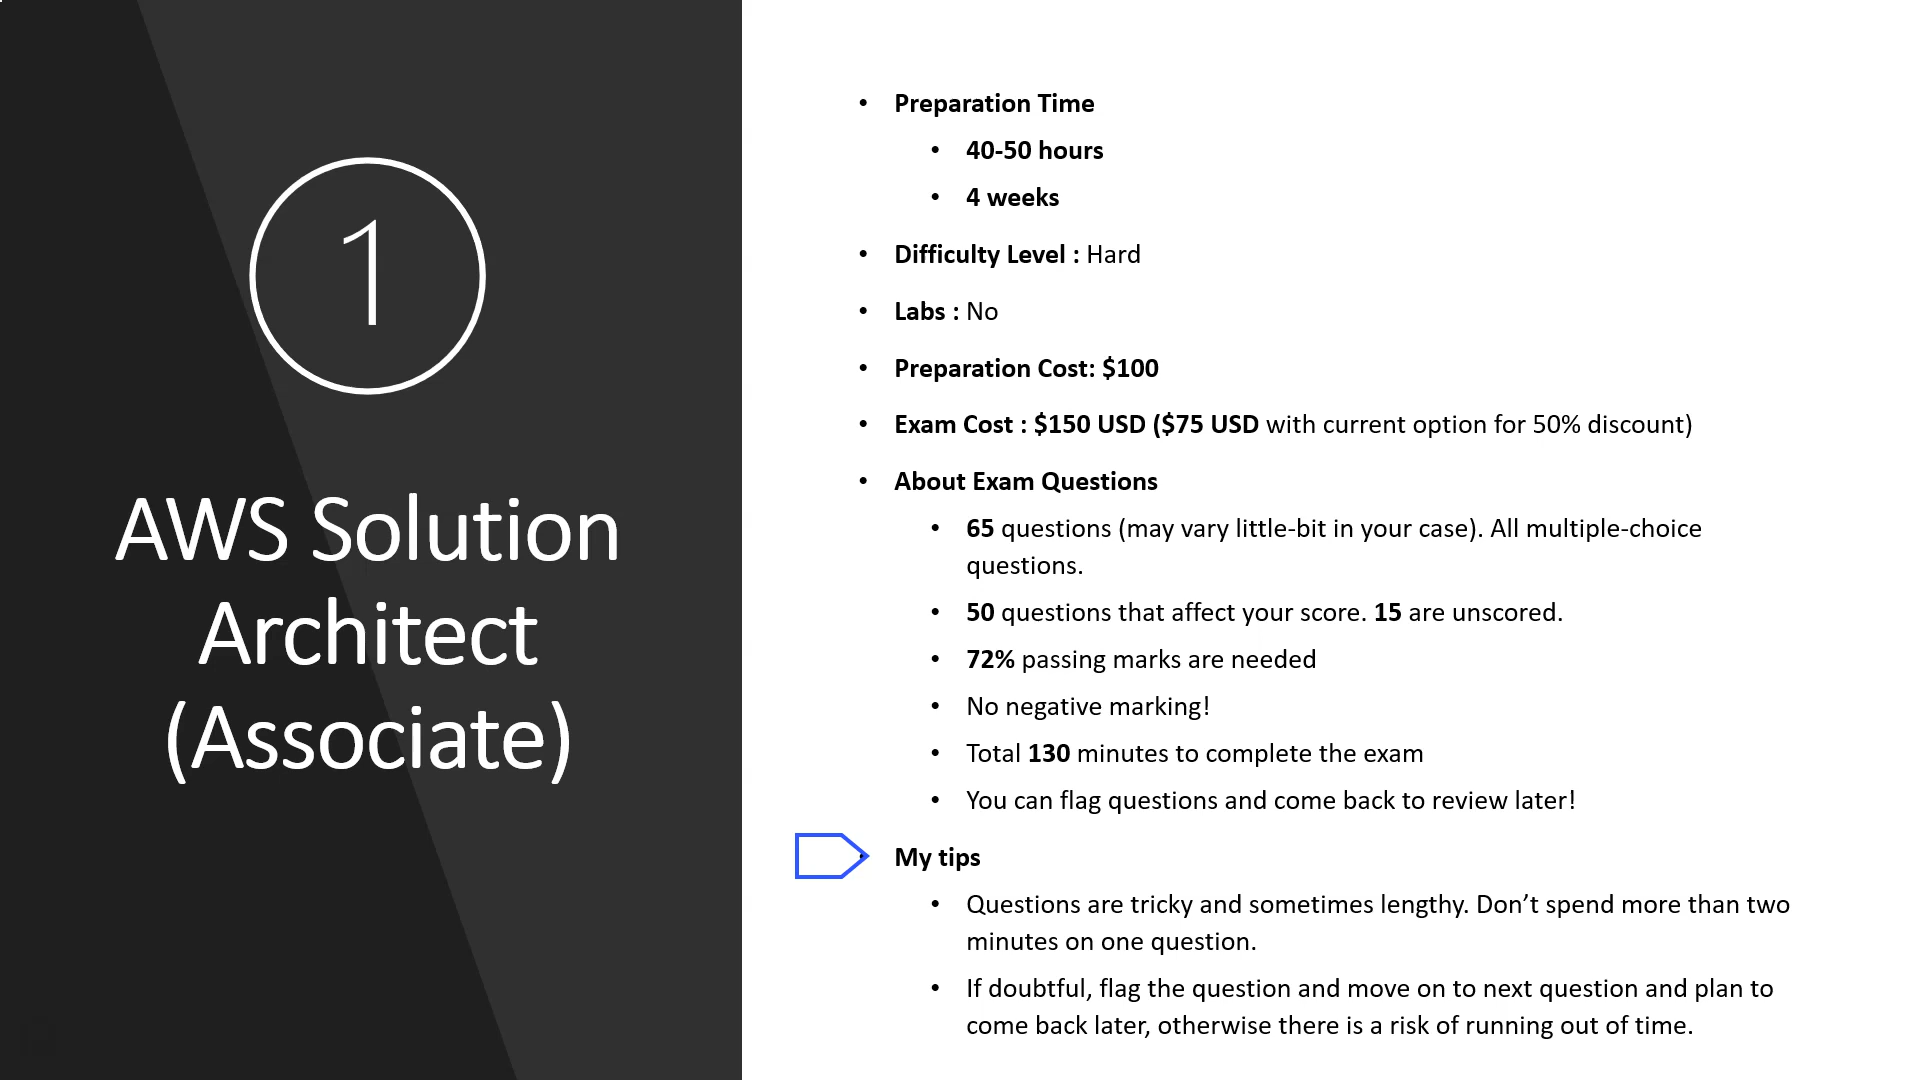 1
AWS Solution
Architect
(Associate)
• Preparation Time
• 40-50 hours
• 4 weeks
• Difficulty Level : Hard
• Labs : No
• Preparation Cost: $100
• Exam Cost : $150 USD ($75 USD with current option for 50% discount)
• About Exam Questions
• 65 questions (may vary little-bit in your case). All multiple-choice
questions.
• 50 questions that affect your score. 15 are unscored.
• 72% passing marks are needed
• No negative marking!
• Total 130 minutes to complete the exam
• You can flag questions and come back to review later!
• My tips
• Questions are tricky and sometimes lengthy. Don’t spend more than two
minutes on one question.
• If doubtful, flag the question and move on to next question and plan to
come back later, otherwise there is a risk of running out of time.